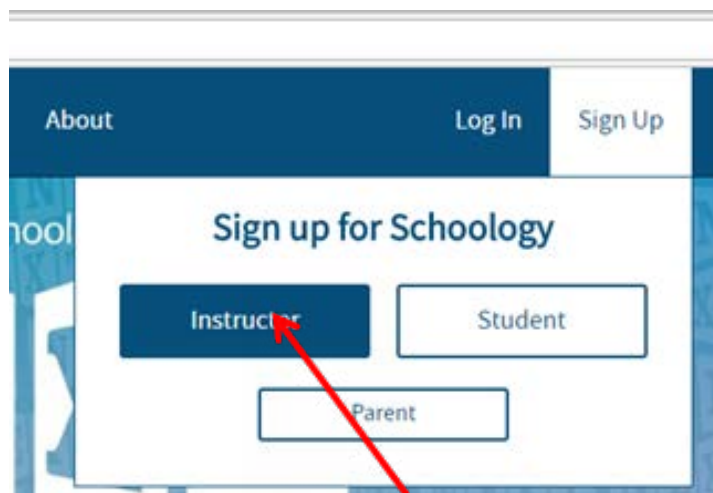 About Log In Sign Up
hool
Sign up for Schoology
Instructor Student
Parent